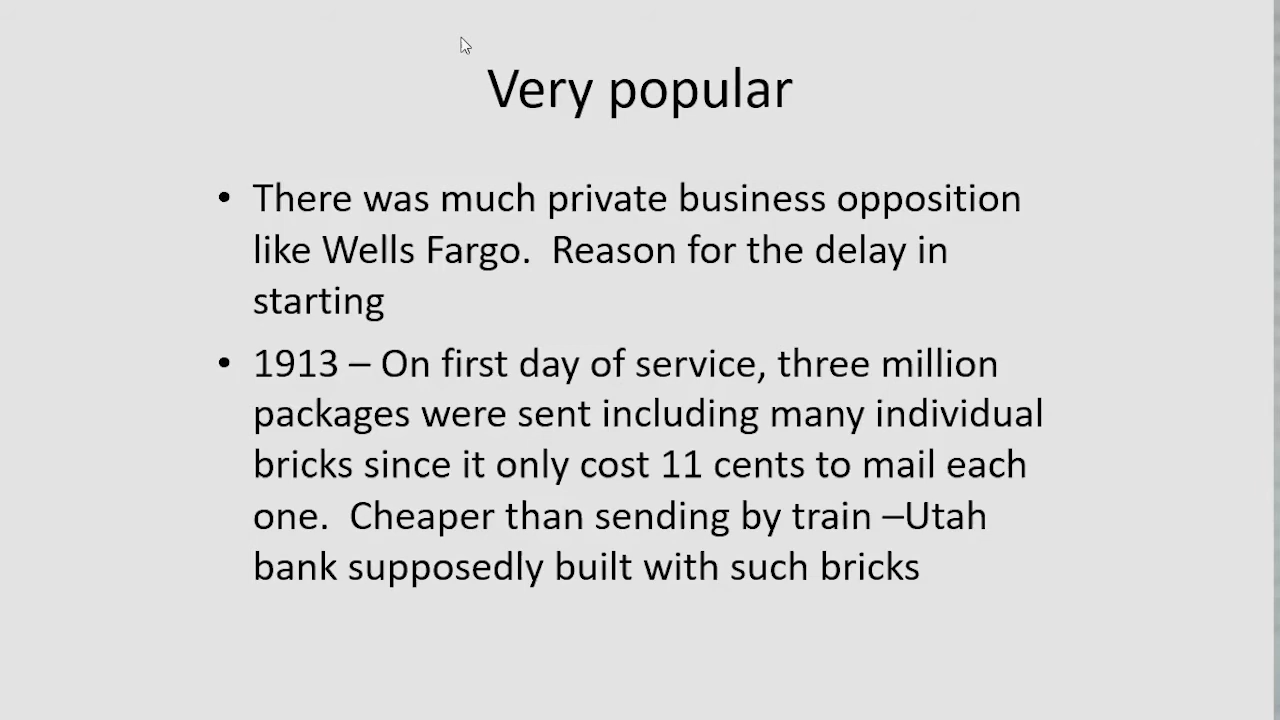 Very popular
• There was much private business opposition
like Wells Fargo.  Reason for the delay in
starting
• 1913 – On first day of service, three million
packages were sent including many individual
bricks since it only cost 11 cents to mail each
one.  Cheaper than sending by train –Utah
bank supposedly built with such bricks